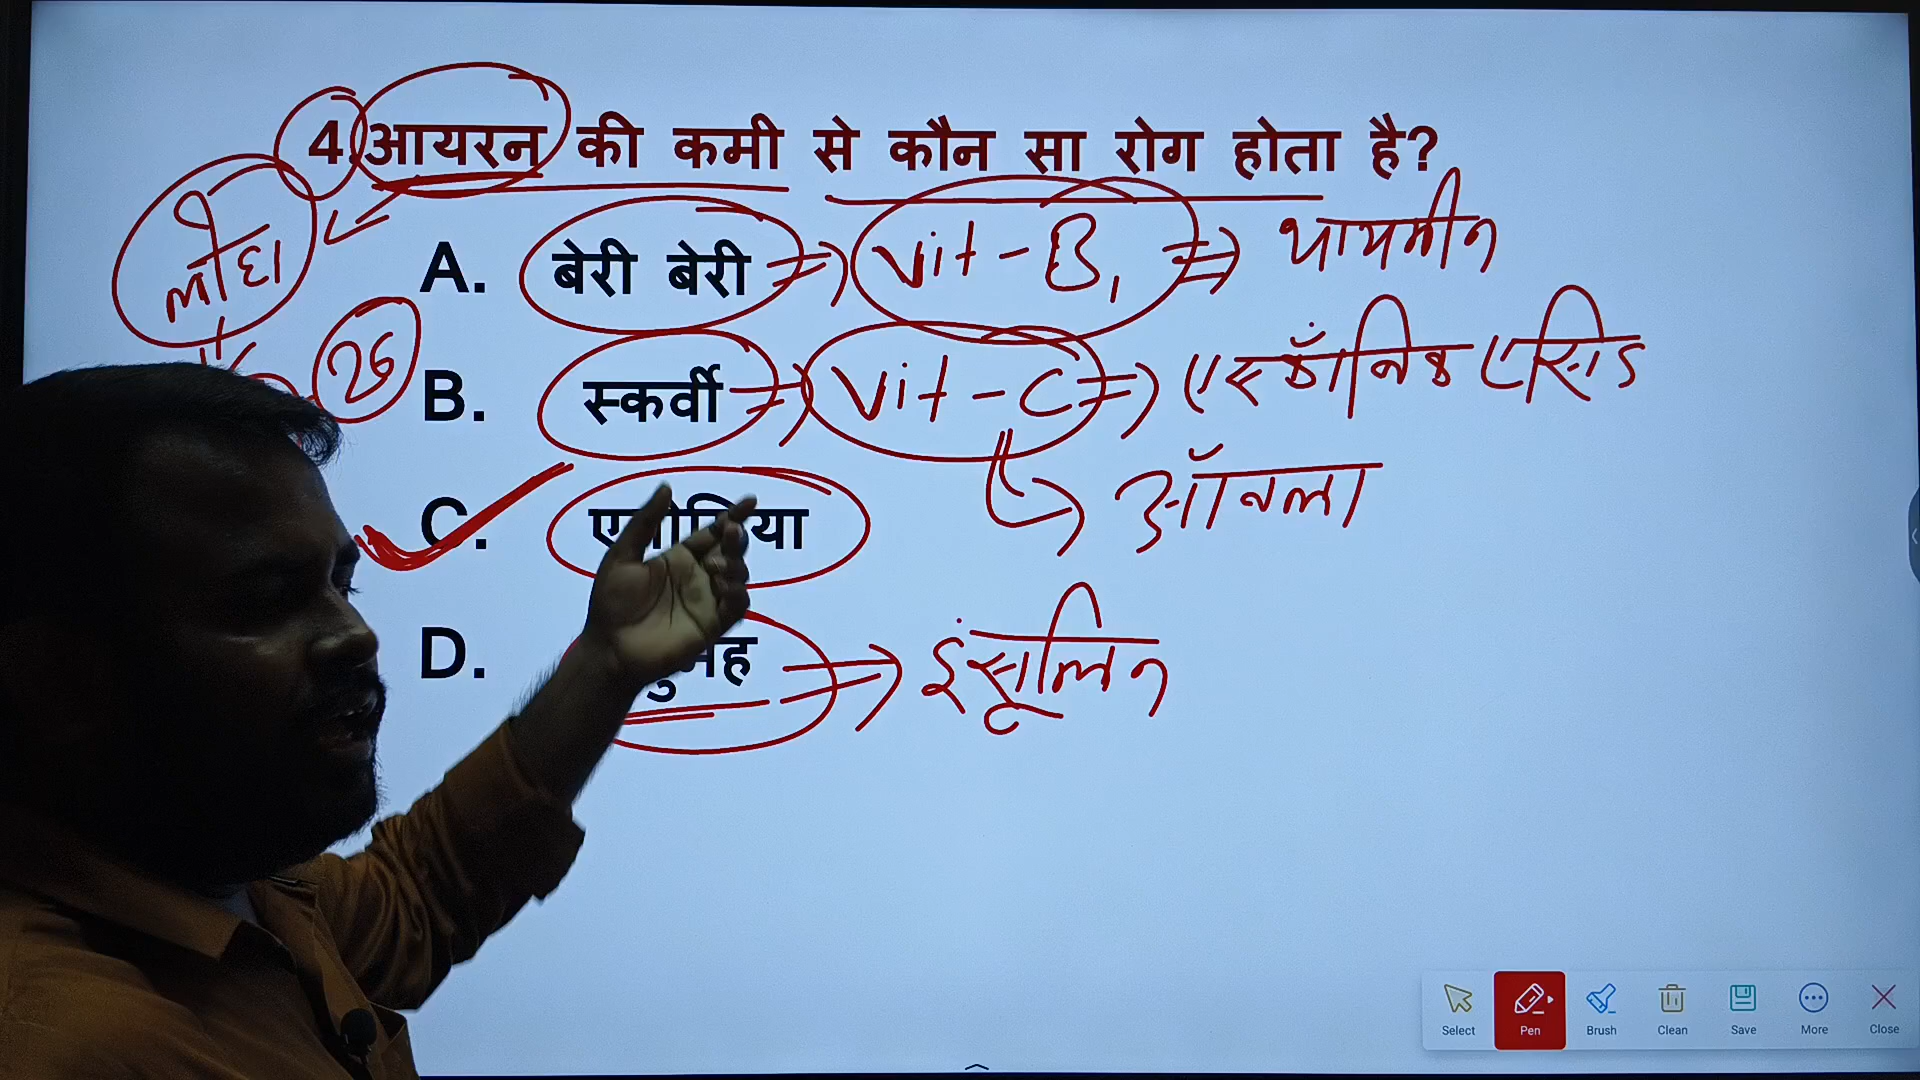 4. आयरन की कमी से कौन सा रोग होता है?
लोहा
26
A. बेरी बेरी => Vit - B1 => थायमीन
B. स्कर्वी => Vit - C => एस्कॉर्बिक एसिड
ऑवला
C.
D. => इंसूलिन
Select Pen Brush Clean Save More Close